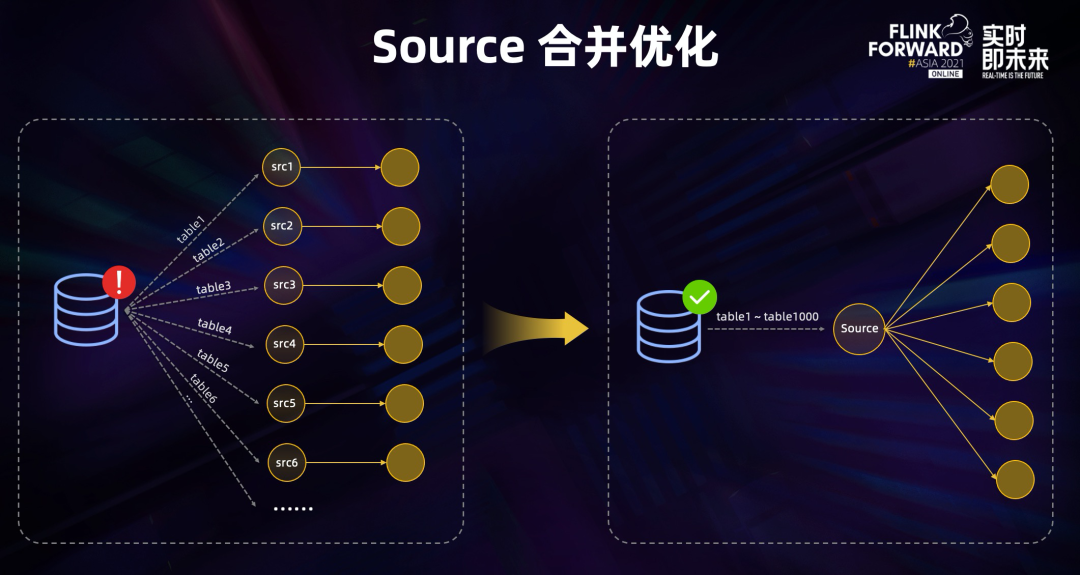 Source 合并优化
FLINK
FORWARD
#ASIA 2021
ONLINE
实时
即未来
REAL-TIME IS THE FUTURE
table1
table2
table3
table4
table5
table6
...
src1
src2
src3
src4
src5
src6
......
table1 ~ table1000
Source